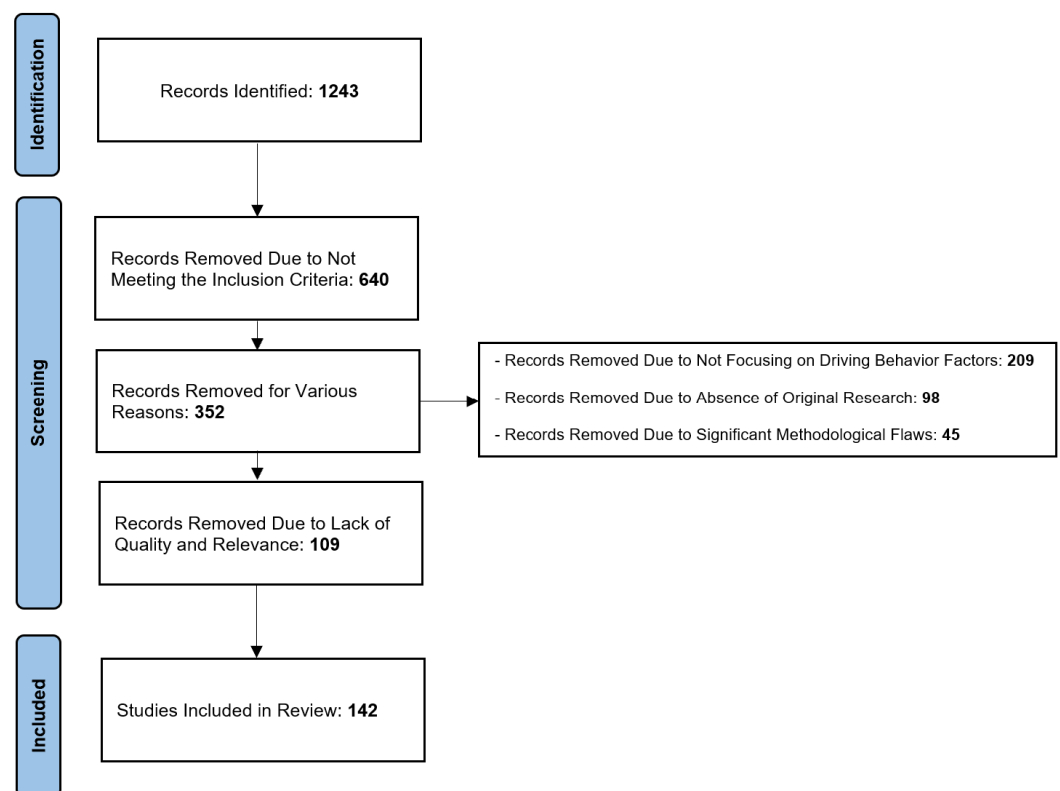 Identification
Records Identified: 1243
Screening
Records Removed Due to Not
Meeting the Inclusion Criteria: 640
Records Removed for Various
Reasons: 352
- Records Removed Due to Not Focusing on Driving Behavior Factors: 209
- Records Removed Due to Absence of Original Research: 98
- Records Removed Due to Significant Methodological Flaws: 45
Records Removed Due to Lack of
Quality and Relevance: 109
Included
Studies Included in Review: 142